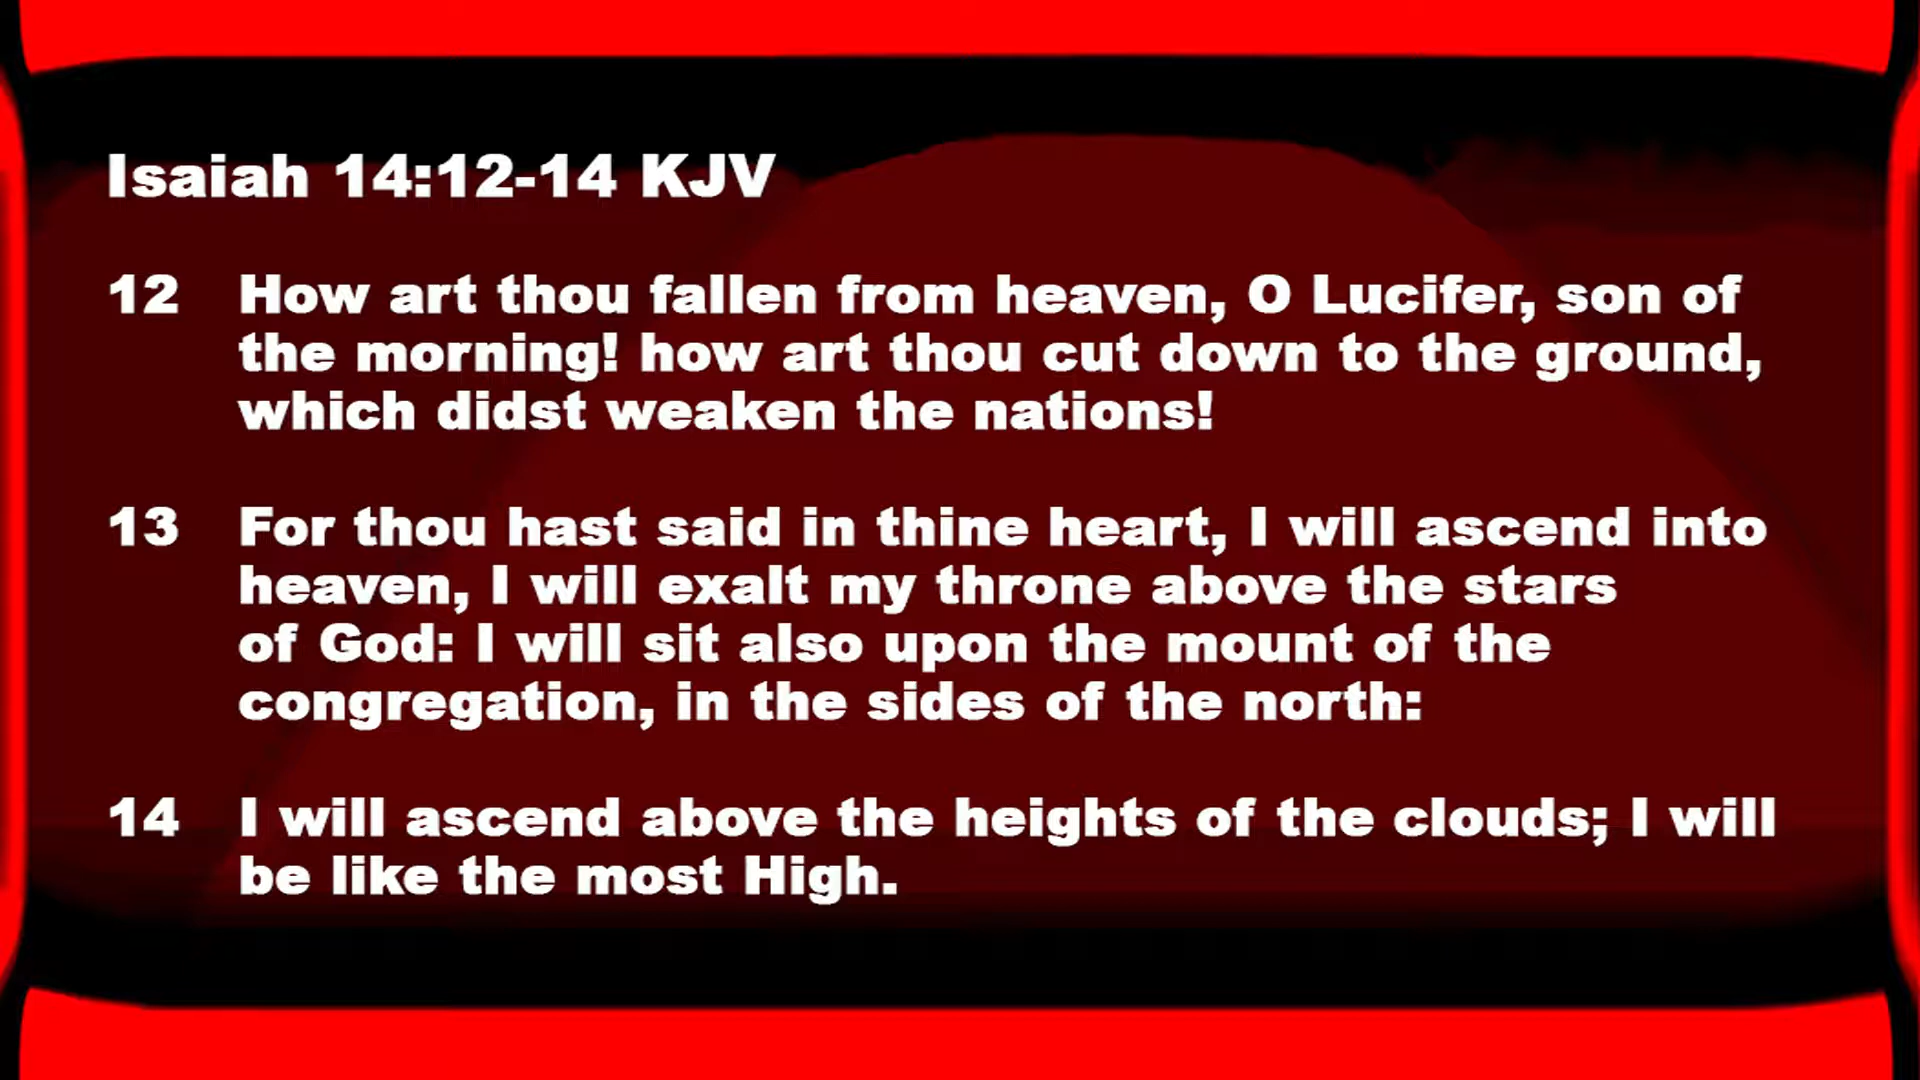 Isaiah 14:12-14 KJV
12 How art thou fallen from heaven, O Lucifer, son of
the morning! how art thou cut down to the ground,
which didst weaken the nations!
13 For thou hast said in thine heart, I will ascend into
heaven, I will exalt my throne above the stars
of God: I will sit also upon the mount of the
congregation, in the sides of the north:
14 I will ascend above the heights of the clouds; I will
be like the most High.